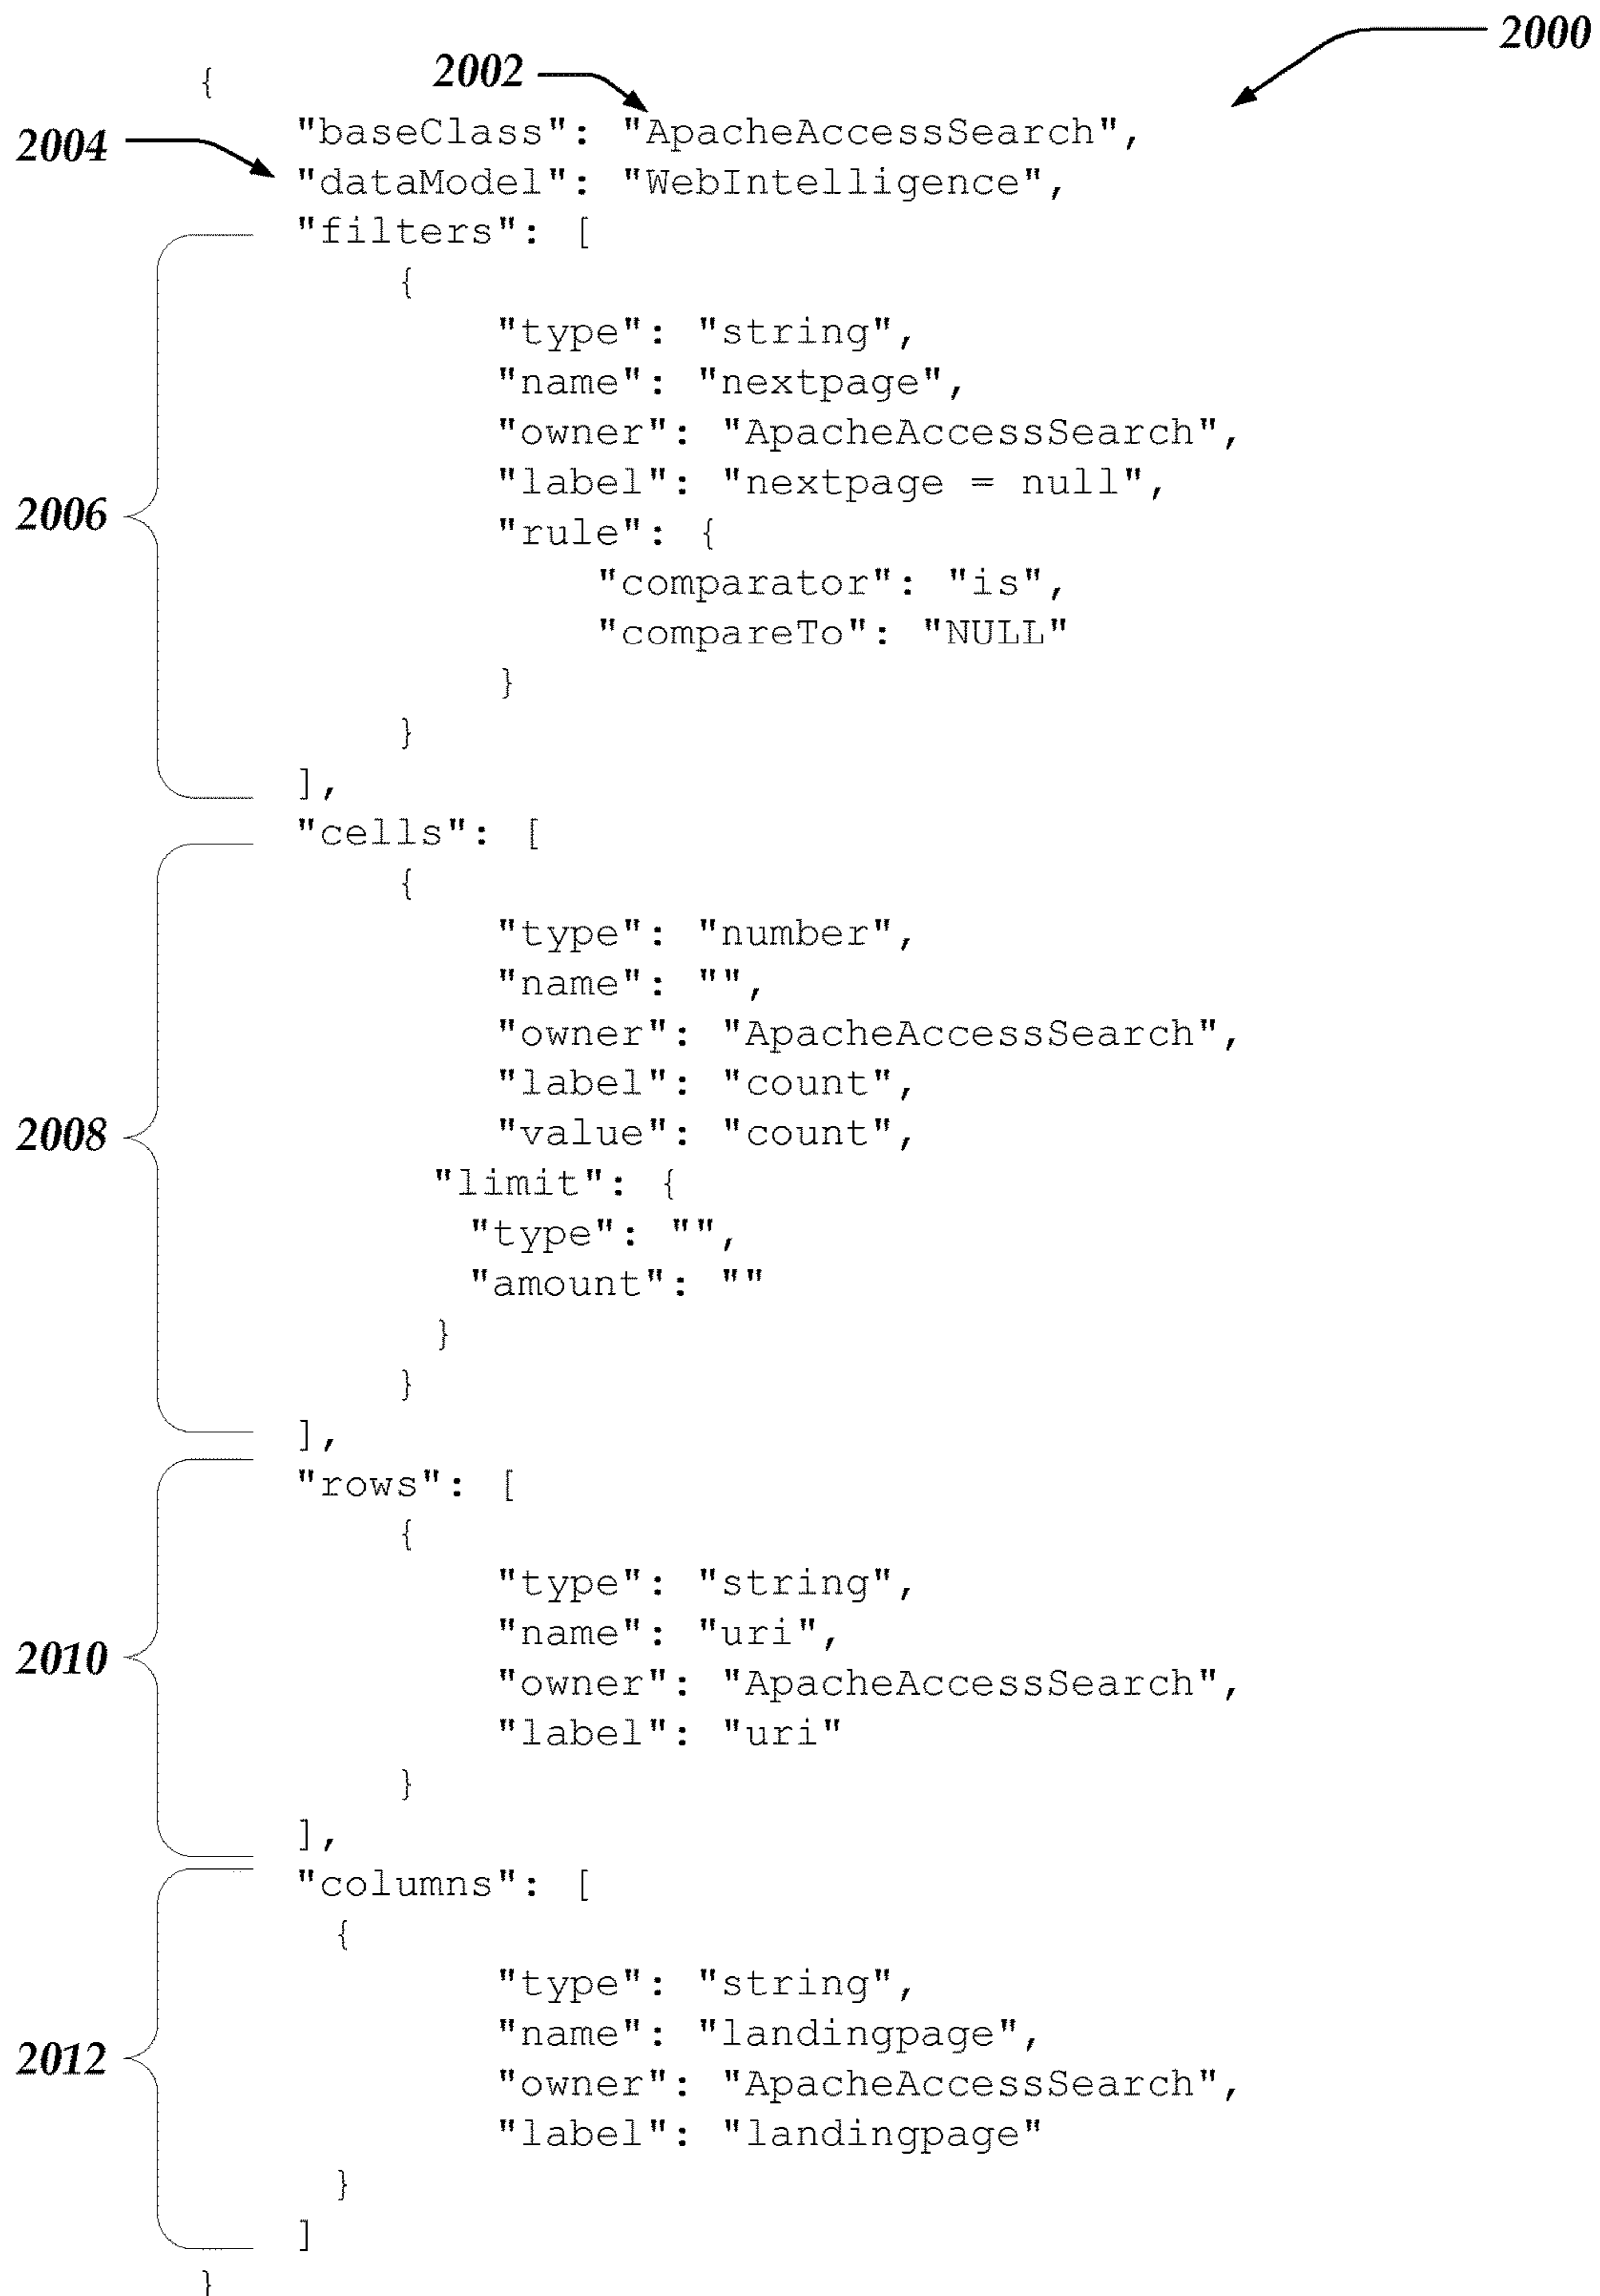 2000
{
2002
"baseClass": "ApacheAccessSearch",
2004
"dataModel": "WebIntelligence",
"filters": [
{
"type": "string",
"name": "nextpage",
"owner": "ApacheAccessSearch",
"label": "nextpage = null",
2006
"rule": {
"comparator": "is",
"compareTo": "NULL"
}
}
],
"cells": [
{
"type": "number",
"name": "",
"owner": "ApacheAccessSearch",
"label": "count",
2008
"value": "count",
"limit": {
"type": "",
"amount": ""
}
}
],
"rows": [
{
"type": "string",
"name": "uri",
2010
"owner": "ApacheAccessSearch",
"label": "uri"
}
],
"columns": [
{
"type": "string",
"name": "landingpage",
2012
"owner": "ApacheAccessSearch",
"label": "landingpage"
}
]
}